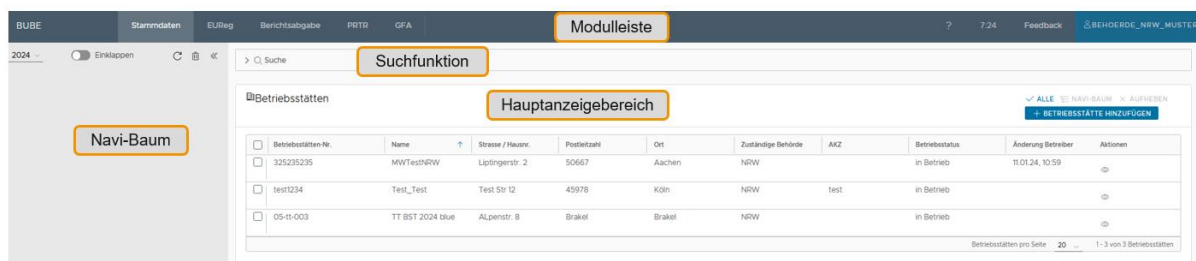 BUBE Stammdaten EUReg Berichtsabgabe PRTR GFA Modulleiste ? 7:24 Feedback BEHOERDE_NRW_MUSTER
2024 Einklappen
Suche Suchfunktion
Betriebsstätten Hauptanzeigebereich
ALLE NAVI-BAUM AUFHEBEN
+ BETRIEBSSTÄTTE HINZUFÜGEN
Navi-Baum
Betriebsstätten-Nr. Name Strasse / Hausnr. Postleitzahl Ort Zuständige Behörde AKZ Betriebsstatus Änderung Betreiber Aktionen
325235235 MWTestNRW Liptingerstr. 2 50667 Aachen NRW in Betrieb 11.01.24, 10:59
test1234 Test_Test Test Str 12 45978 Köln NRW test in Betrieb
05-tt-003 TT BST 2024 blue ALpenstr. 8 Brakel Brakel NRW in Betrieb
Betriebsstätten pro Seite 20 1 - 3 von 3 Betriebsstätten